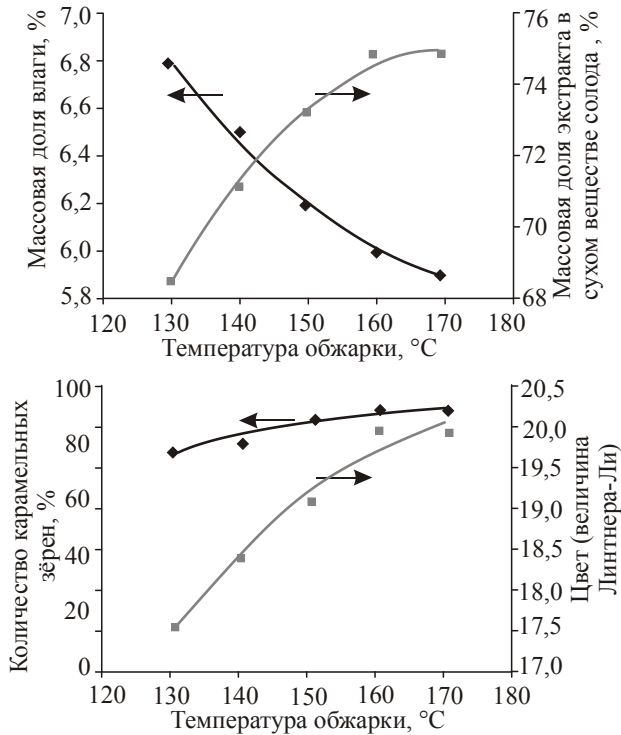 7,0
6,8
6,6
6,4
6,2
6,0
5,8
Массовая доля влаги, %
76
74
72
70
68
Массовая доля экстракта в
сухом веществе солода , %
120 130 140 150 160 170 180
Температура обжарки, °С
100
80
60
40
20
0
Количество карамельных
зёрен, %
20,5
20,0
19,5
19,0
18,5
18,0
17,5
17,0
Цвет (величина
Линтнера-Ли)
120 130 140 150 160 170 180
Температура обжарки, °С